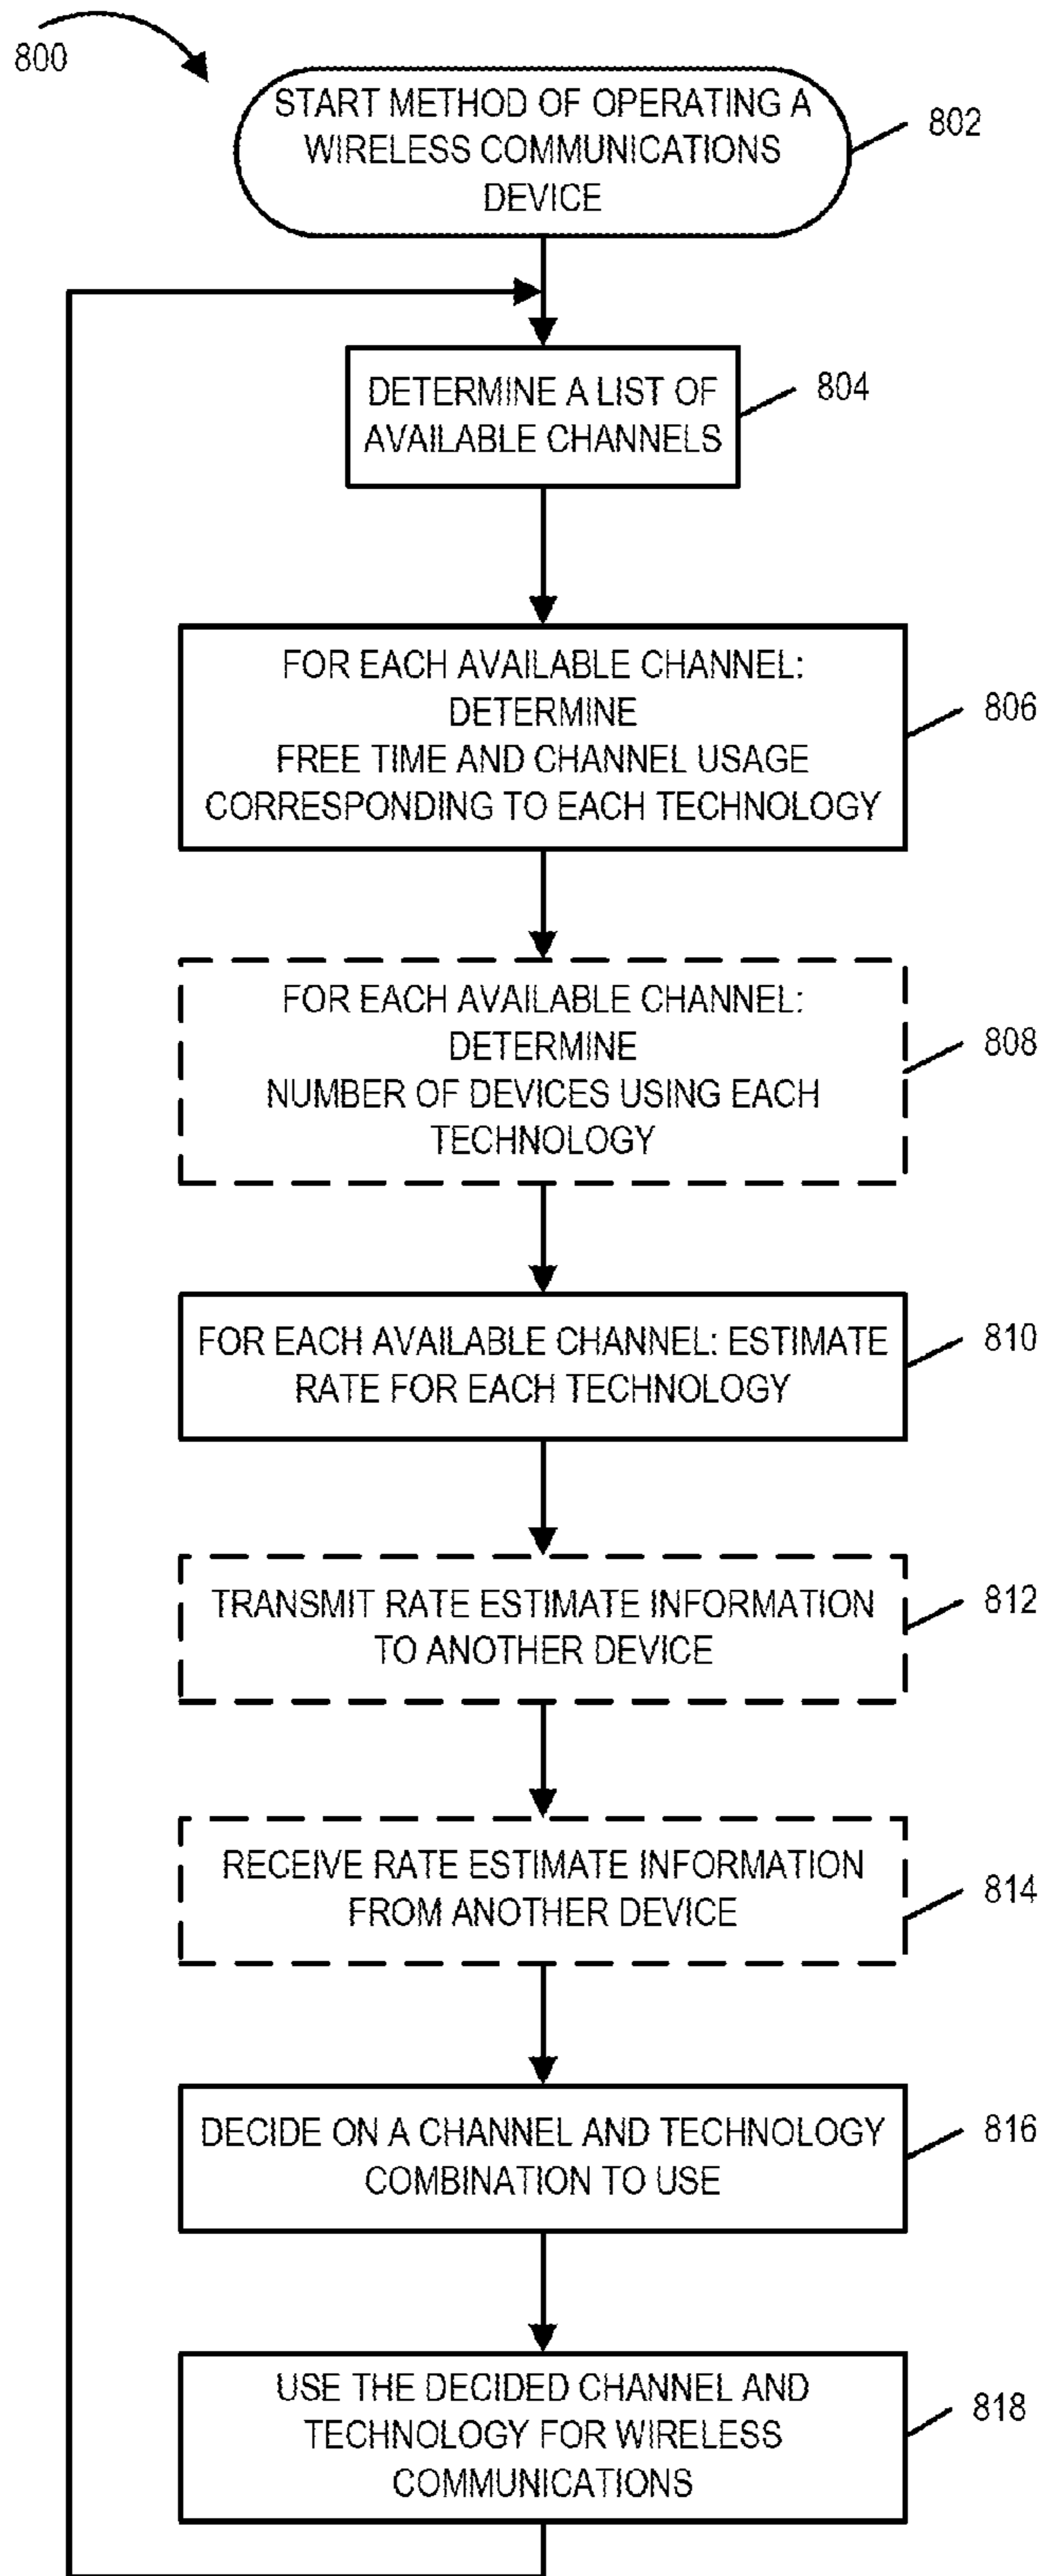 800
START METHOD OF OPERATING A
WIRELESS COMMUNICATIONS
DEVICE
802
DETERMINE A LIST OF
AVAILABLE CHANNELS
804
FOR EACH AVAILABLE CHANNEL:
DETERMINE
FREE TIME AND CHANNEL USAGE
CORRESPONDING TO EACH TECHNOLOGY
806
FOR EACH AVAILABLE CHANNEL:
DETERMINE
NUMBER OF DEVICES USING EACH
TECHNOLOGY
808
FOR EACH AVAILABLE CHANNEL: ESTIMATE
RATE FOR EACH TECHNOLOGY
810
TRANSMIT RATE ESTIMATE INFORMATION
TO ANOTHER DEVICE
812
RECEIVE RATE ESTIMATE INFORMATION
FROM ANOTHER DEVICE
814
DECIDE ON A CHANNEL AND TECHNOLOGY
COMBINATION TO USE
816
USE THE DECIDED CHANNEL AND
TECHNOLOGY FOR WIRELESS
COMMUNICATIONS
818